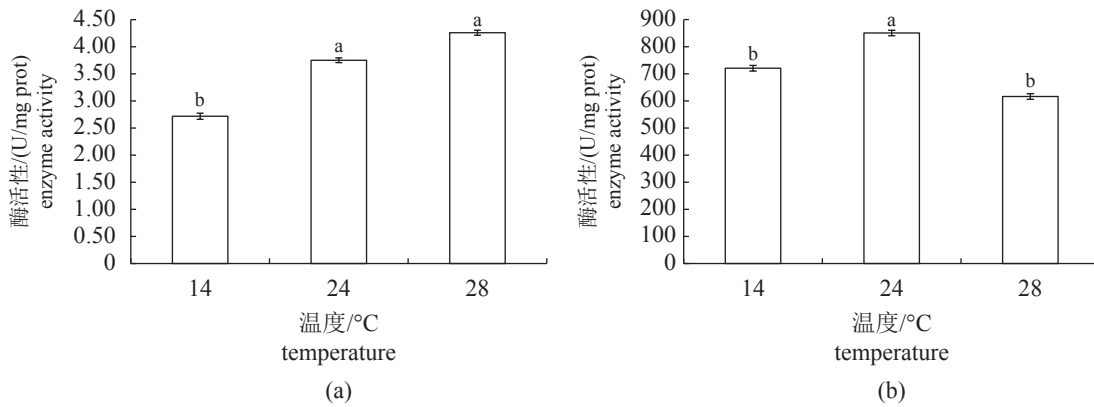 酶活性/(U/mg prot)
enzyme activity
4.50
4.00
3.50
3.00
2.50
2.00
1.50
1.00
0.50
0
b
a
a
14
24
28
温度/°C
temperature
(a)
酶活性/(U/mg prot)
enzyme activity
900
800
700
600
500
400
300
200
100
0
b
a
b
14
24
28
温度/°C
temperature
(b)